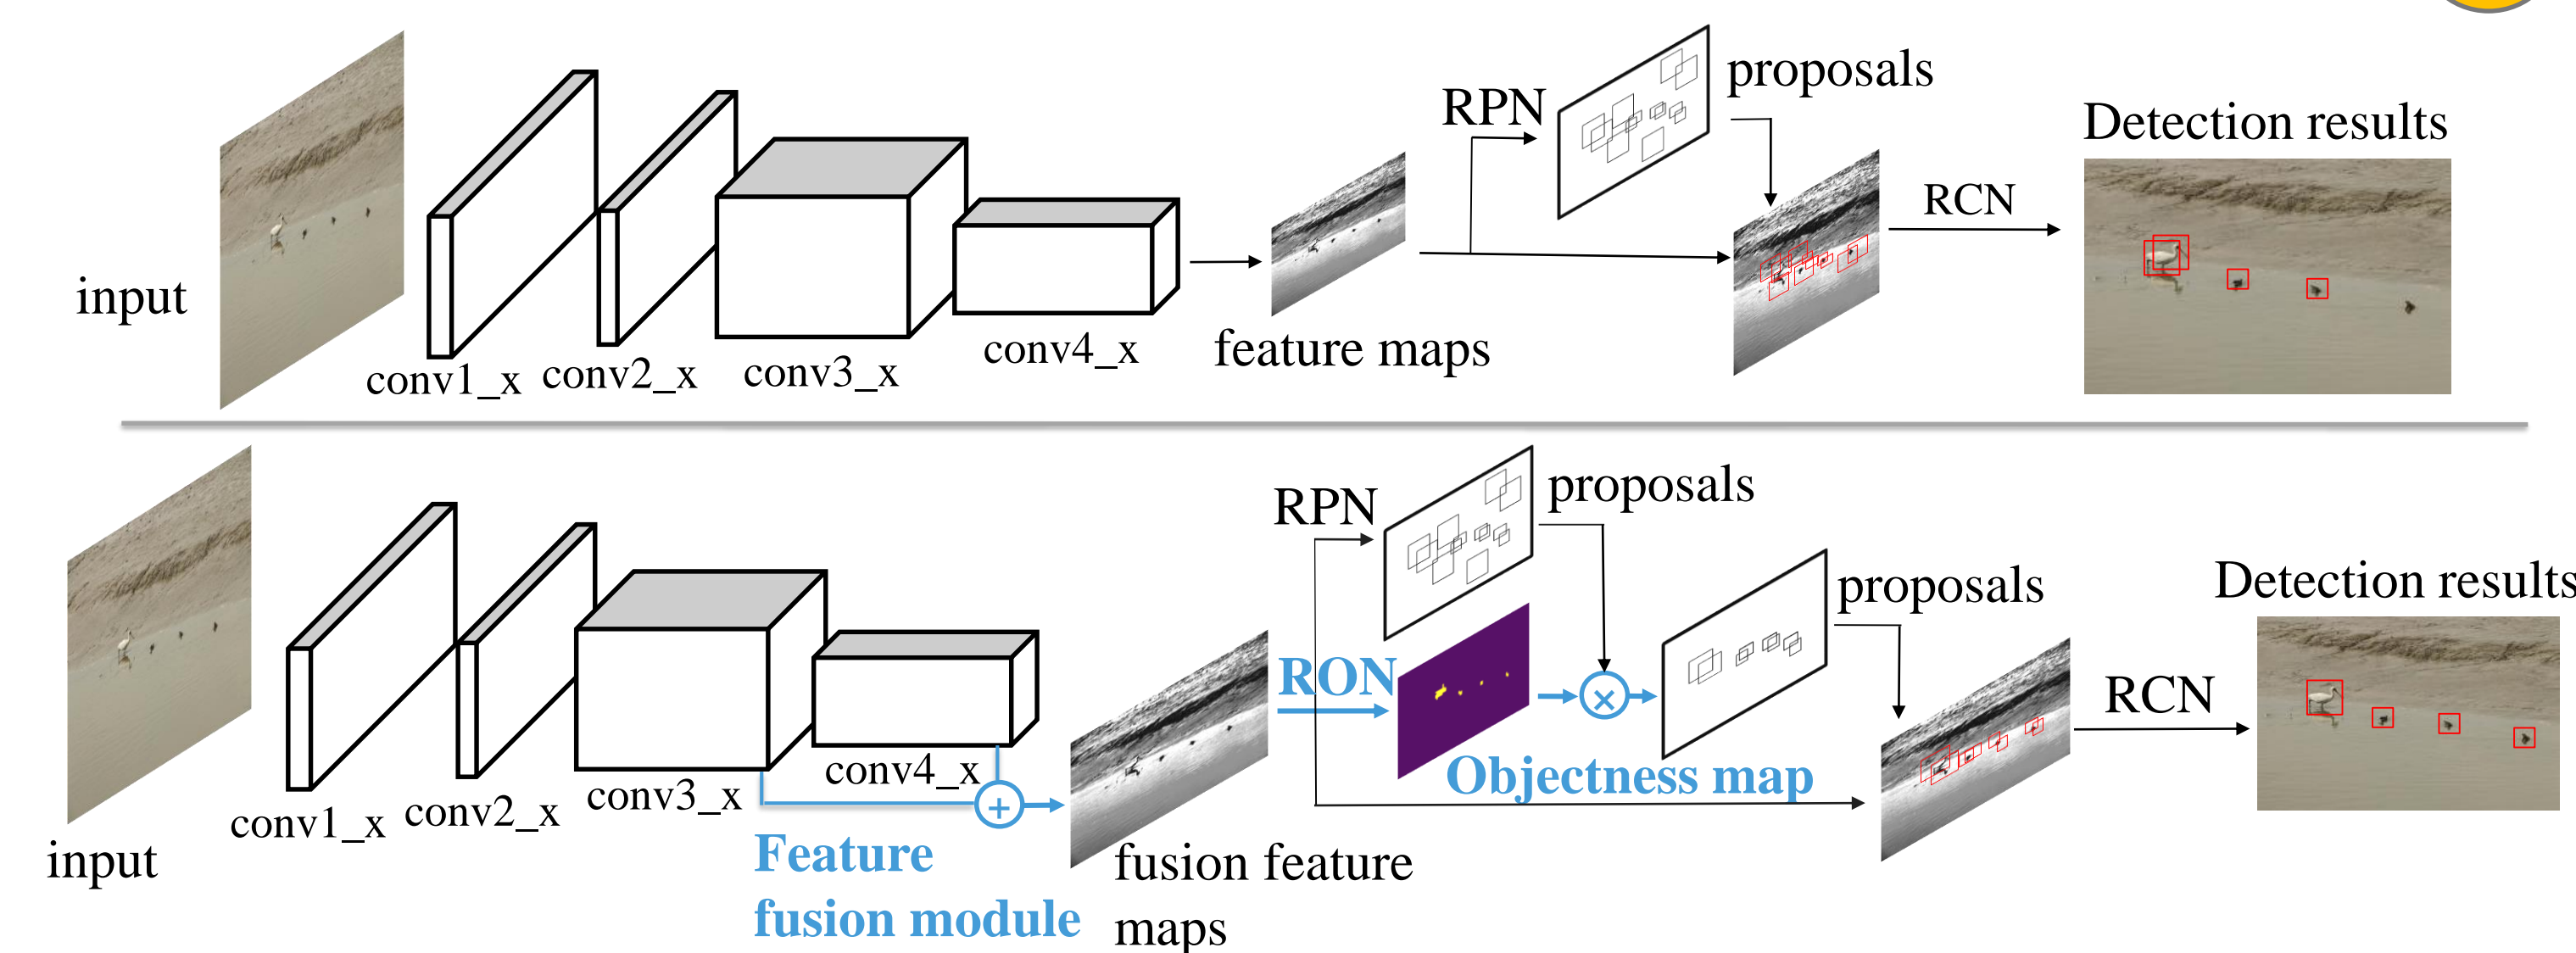 RPN
proposals
Detection results
RCN
input
feature maps
conv1_x
conv2_x
conv3_x
conv4_x
RPN
proposals
proposals
Detection results
RON
RCN
Objectness map
conv1_x
conv2_x
conv3_x
conv4_x
+
×
input
Feature
fusion module
fusion feature
maps